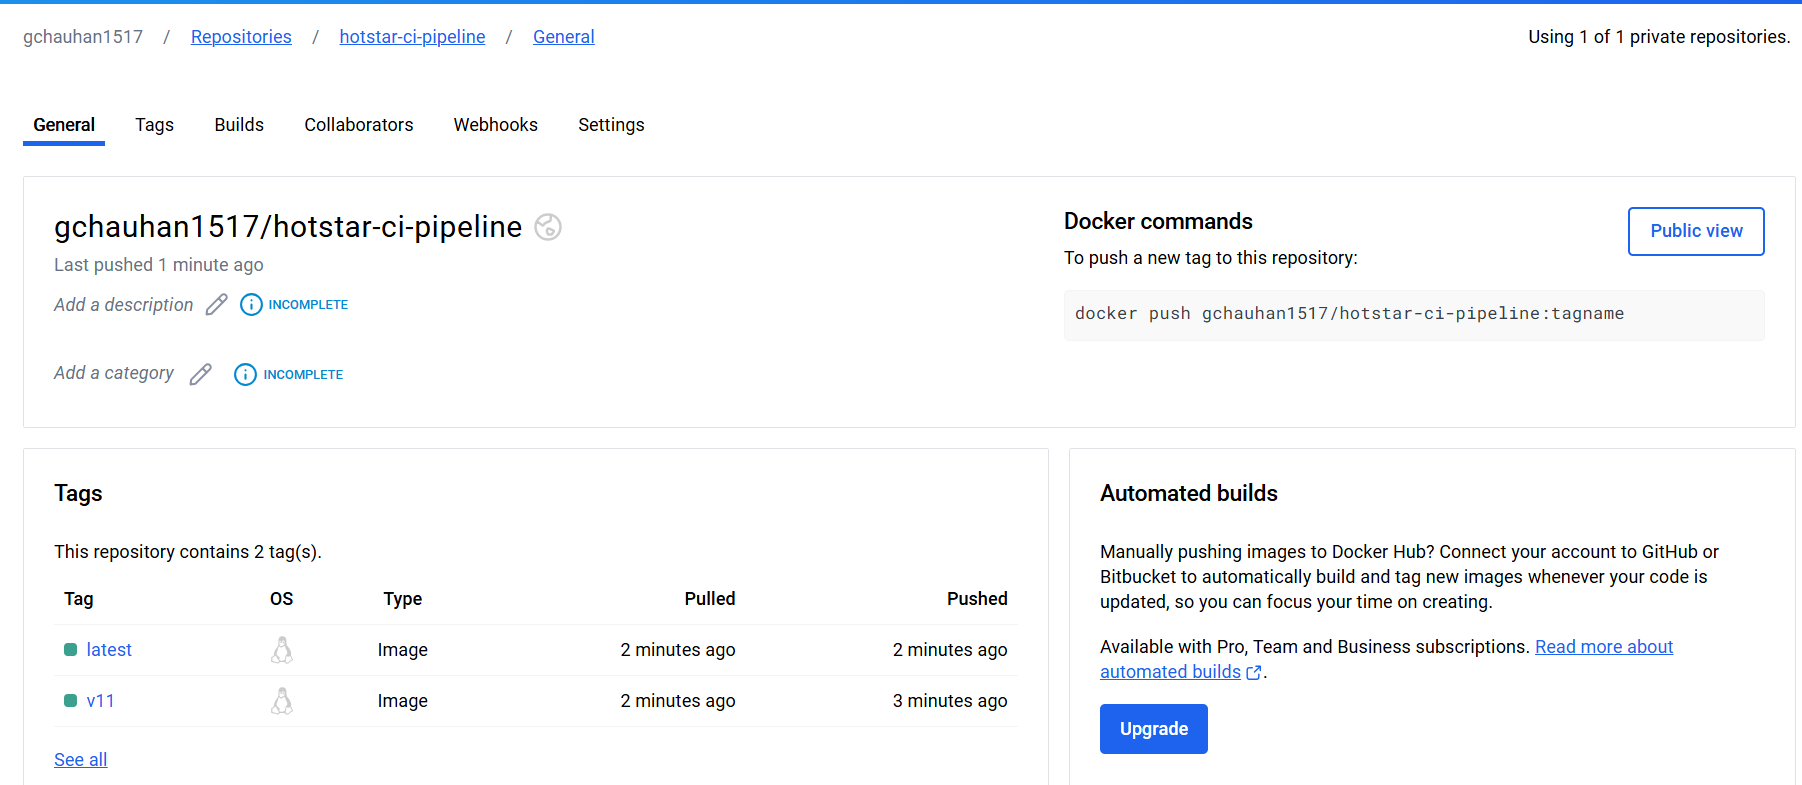 gchauhan1517 / Repositories / hotstar-ci-pipeline / General
Using 1 of 1 private repositories.
General Tags Builds Collaborators Webhooks Settings
gchauhan1517/hotstar-ci-pipeline
Last pushed 1 minute ago
Add a description INCOMPLETE
Add a category INCOMPLETE
Docker commands
Public view
To push a new tag to this repository:
docker push gchauhan1517/hotstar-ci-pipeline:tagname
Tags
This repository contains 2 tag(s).
Tag OS Type Pulled Pushed
latest Image 2 minutes ago 2 minutes ago
v11 Image 2 minutes ago 3 minutes ago
See all
Automated builds
Manually pushing images to Docker Hub? Connect your account to GitHub or
Bitbucket to automatically build and tag new images whenever your code is
updated, so you can focus your time on creating.
Available with Pro, Team and Business subscriptions. Read more about
automated builds .
Upgrade